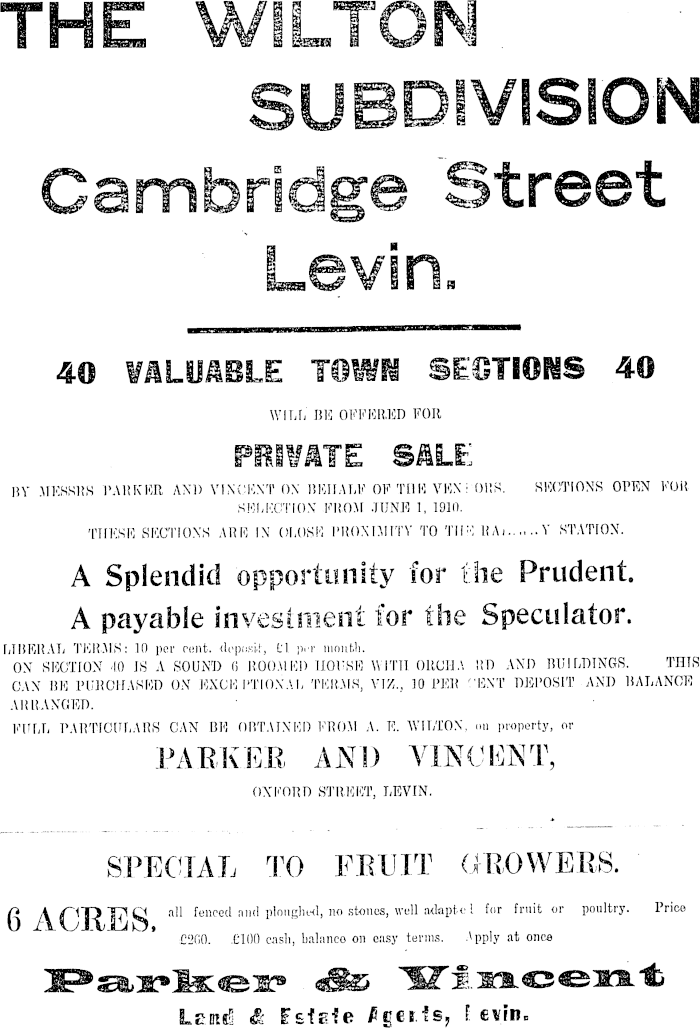 THE WILTON
SUBDIVISION
Cambridge Street
Levin.
40 VALUABLE TOWN SECTIONS 40
WILL BE OFFERED FOR
PRIVATE SALE
BY MESSRS PARKER AND VINCENT ON BEHALF OF THE VENDORS. SECTIONS OPEN FOR
SELECTION FROM JUNE 1, 1910.
THESE SECTIONS ARE IN CLOSE PROXIMITY TO THE RAILWAY STATION.
A Splendid opportunity for the Prudent.
A payable investment for the Speculator.
LIBERAL TERMS: 10 per cent. deposit, £1 per month.
ON SECTION 40 IS A SOUND 6 ROOMED HOUSE WITH ORCHA RD AND BUILDINGS. THIS
CAN BE PURCHASED ON EXCEPTIONAL TERMS, VIZ., 10 PER CENT DEPOSIT AND BALANCE
ARRANGED.
FULL PARTICULARS CAN BE OBTAINED FROM A. E. WILTON, on property, or
PARKER AND VINCENT,
OXFORD STREET, LEVIN.
SPECIAL TO FRUIT GROWERS.
6 ACRES, all fenced and ploughed, no stones, well adapted for fruit or poultry. Price
£260. £100 cash, balance on easy terms. Apply at once
Parker & Vincent
Land & Estate Agents, Levin.